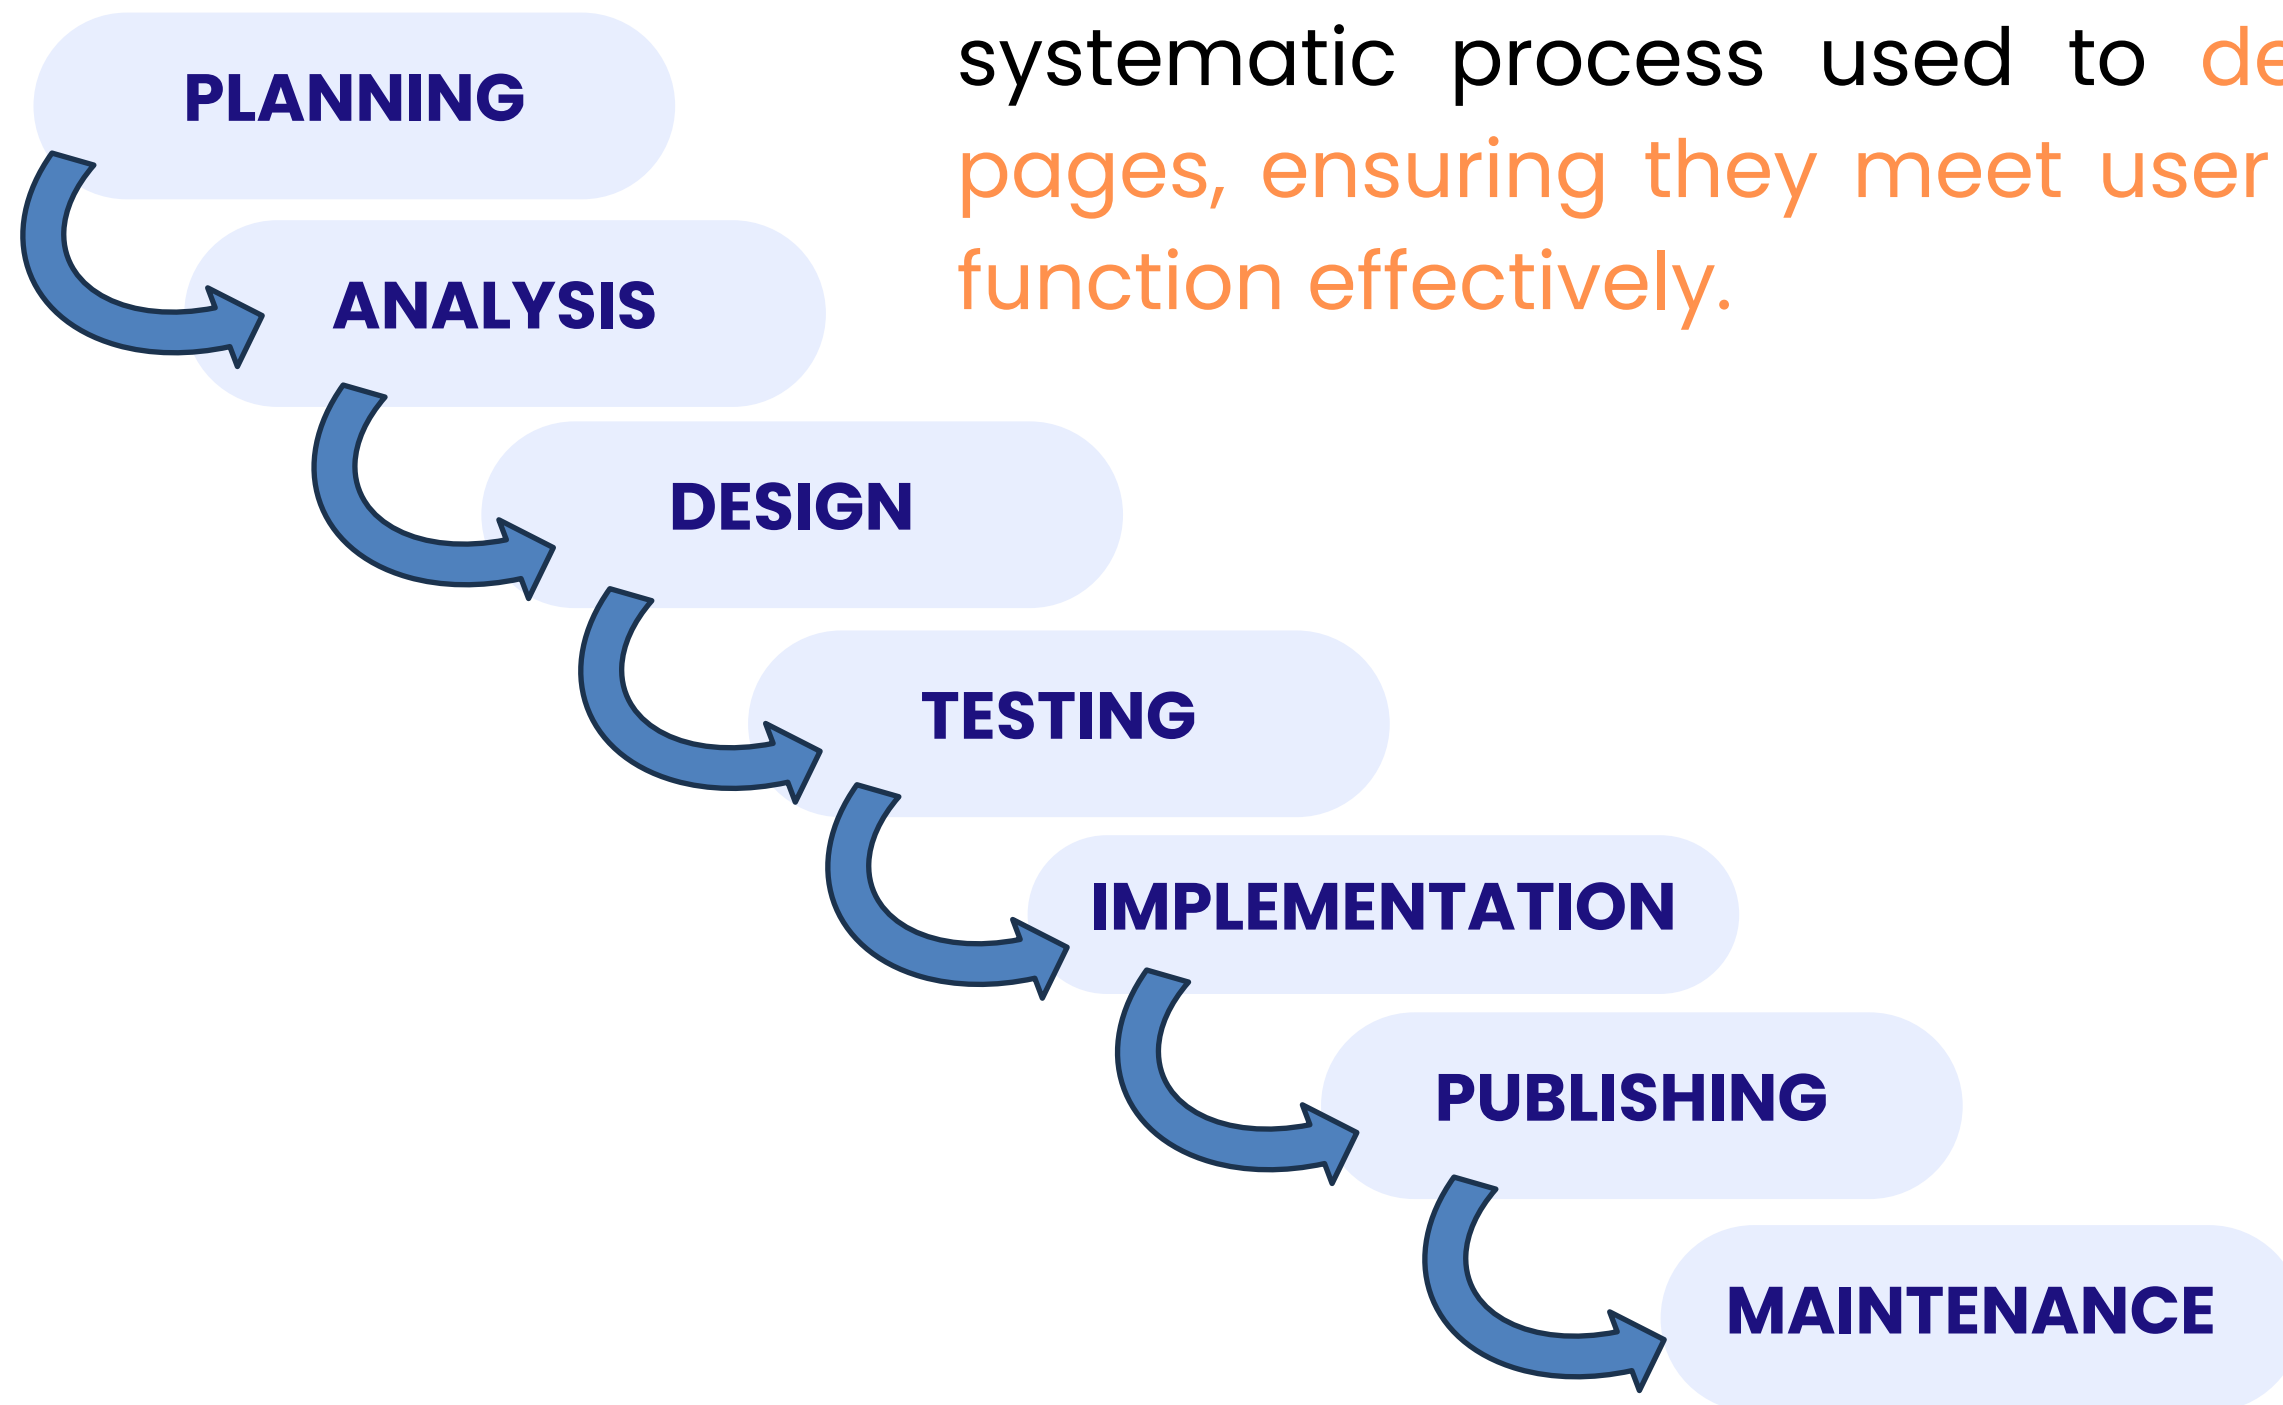 systematic process used to
pages, ensuring they meet user
function effectively.
PLANNING
ANALYSIS
DESIGN
TESTING
IMPLEMENTATION
PUBLISHING
MAINTENANCE